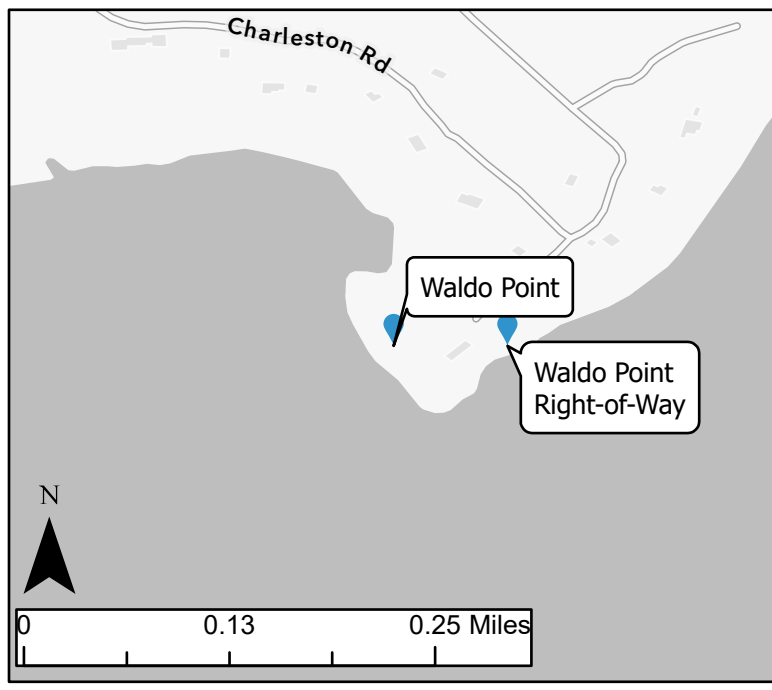 Charleston Rd
Waldo Point
Waldo Point
Right-of-Way
N
0 0.13 0.25 Miles